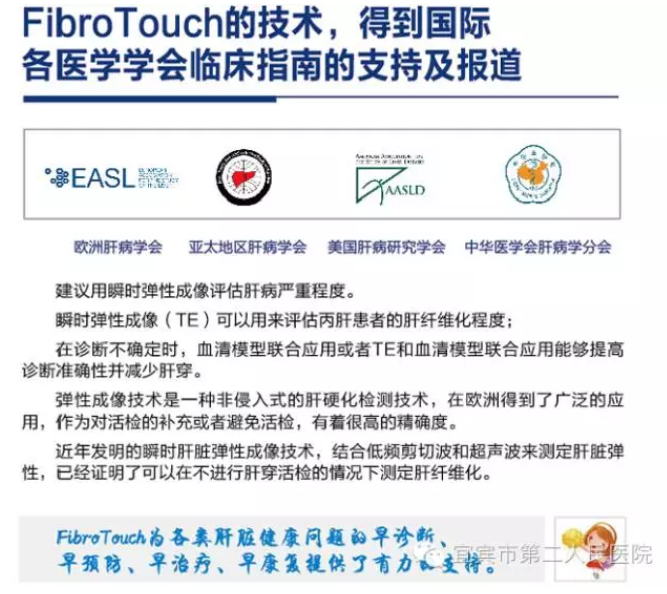 FibroTouch的技术，得到国际
各医学学会临床指南的支持及报道
EASL
AASLD
欧洲肝病学会 亚太地区肝病学会 美国肝病研究学会 中华医学会肝病学分会
建议用瞬时弹性成像评估肝病严重程度。
瞬时弹性成像（TE）可以用来评估丙肝患者的肝纤维化程度；
在诊断不确定时，血清模型联合应用或者TE和血清模型联合应用能够提高
诊断准确性并减少肝穿。
弹性成像技术是一种非侵入式的肝硬化检测技术，在欧洲得到了广泛的应
用，作为对活检的补充或者避免活检，有着很高的精确度。
近年发明的瞬时肝脏弹性成像技术，结合低频剪切波和超声波来测定肝脏弹
性，已经证明了可以在不进行肝穿活检的情况下测定肝纤维化。
FibroTouch为各类肝脏健康问题的早诊断、
早预防、早治疗、早康复提供了有力的支持。
宜宾市第二人民医院